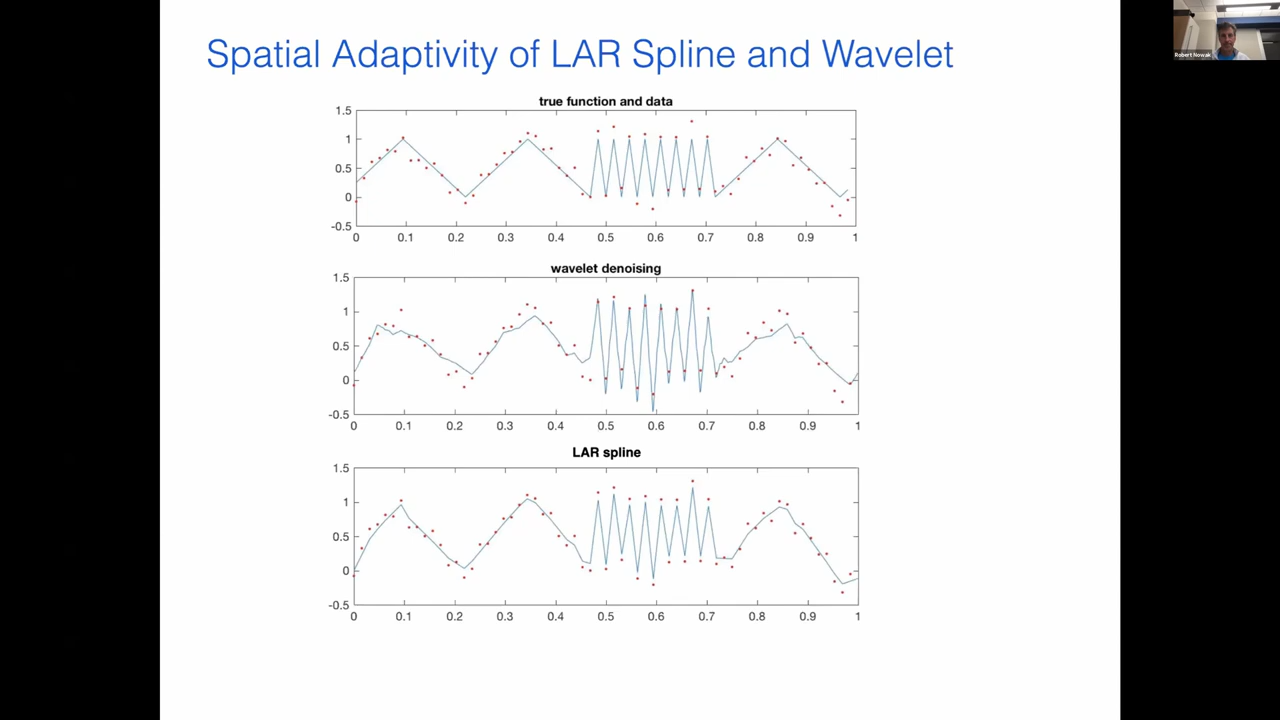 Spatial Adaptivity of LAR Spline and Wavelet
Robert Nowak
true function and data
1.5
1
0.5
0
-0.5
0 0.1 0.2 0.3 0.4 0.5 0.6 0.7 0.8 0.9 1
wavelet denoising
1.5
1
0.5
0
-0.5
0 0.1 0.2 0.3 0.4 0.5 0.6 0.7 0.8 0.9 1
LAR spline
1.5
1
0.5
0
-0.5
0 0.1 0.2 0.3 0.4 0.5 0.6 0.7 0.8 0.9 1